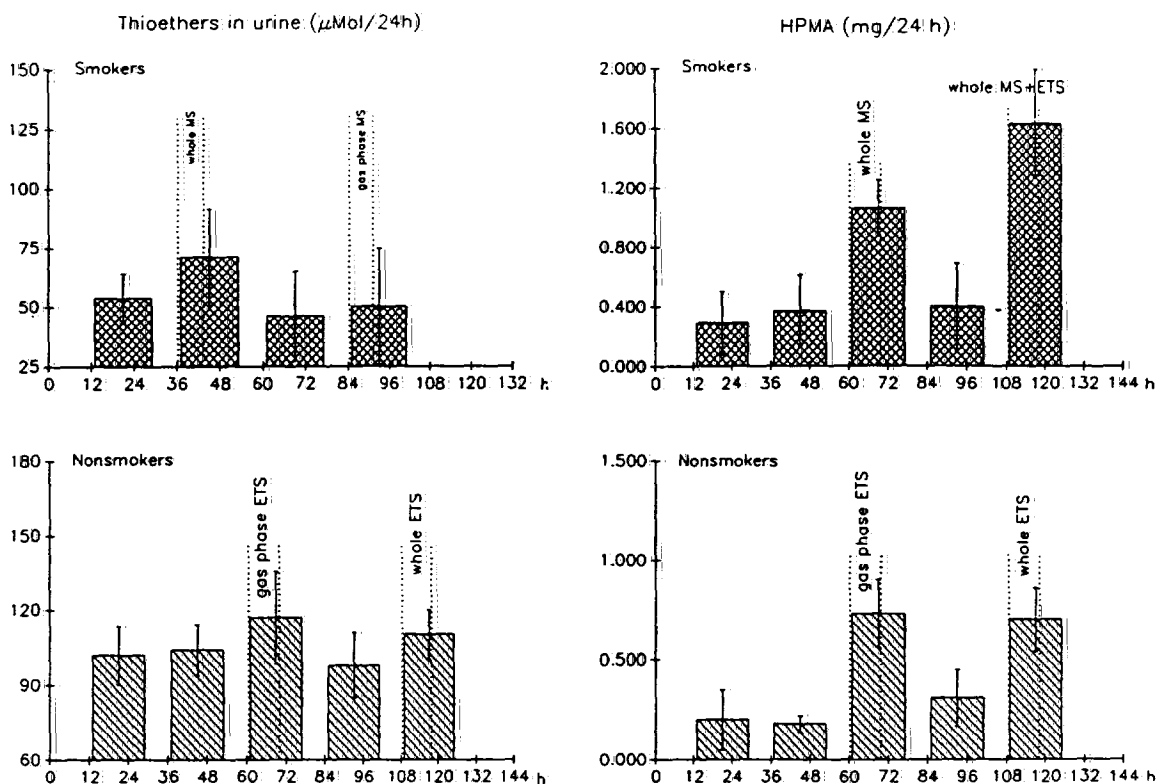 Thioethers in urine (μMol/24h)
150
Smokers
125
100
75
50
25
whole MS
gas phase MS
0 12 24 36 48 60 72 84 96 108 120 132 h
HPMA (mg/24 h)
2.000
Smokers
1.600
1.200
0.800
0.400
0.000
whole MS
whole MS+ETS
0 12 24 36 48 60 72 84 96 108 120 132 144 h
180
Nonsmokers
150
120
90
60
gas phase ETS
whole ETS
0 12 24 36 48 60 72 84 96 108 120 132 144 h
1.500
Nonsmokers
1.000
0.500
0.000
gas phase ETS
whole ETS
0 12 24 36 48 60 72 84 96 108 120 132 144 h